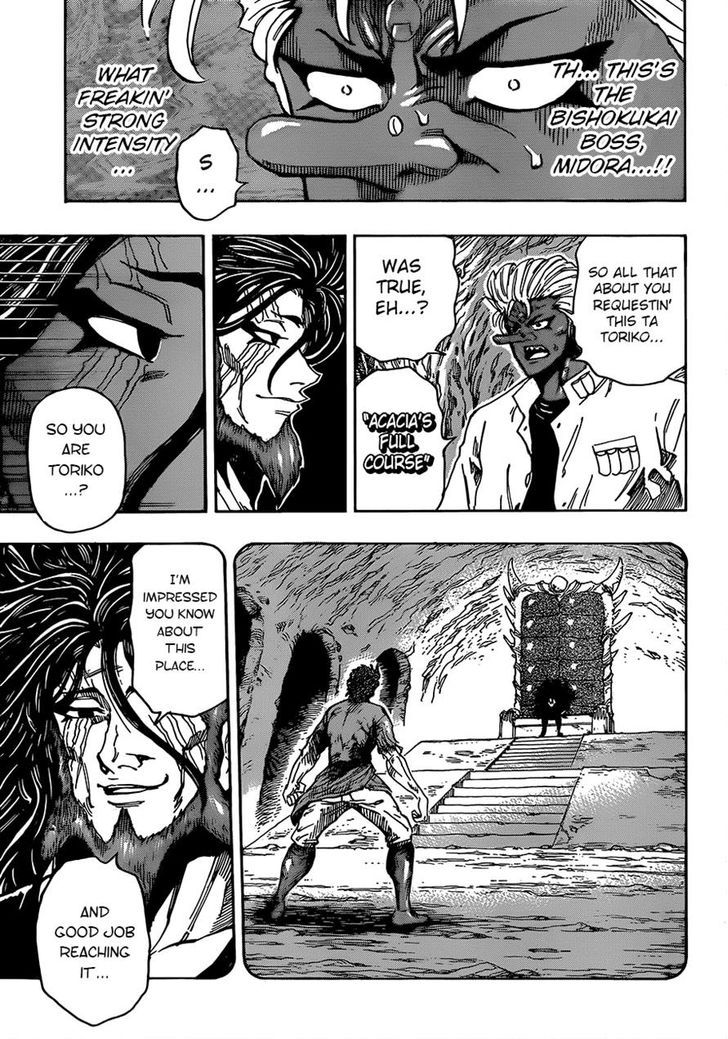 TH... THIS'S
THE
BISHOKUKAI
BOSS,
MIDORA...!!
WHAT
FREAKIN'
STRONG
INTENSITY
...
S
...
SO ALL THAT
ABOUT YOU
REQUESTIN'
THIS TA
TORIKO...
WAS
TRUE,
EH...?
"ACACIA'S
FULL
COURSE"
SO YOU
ARE
TORIKO
...?
I'M
IMPRESSED
YOU KNOW
ABOUT
THIS
PLACE...
AND
GOOD JOB
REACHING
IT...